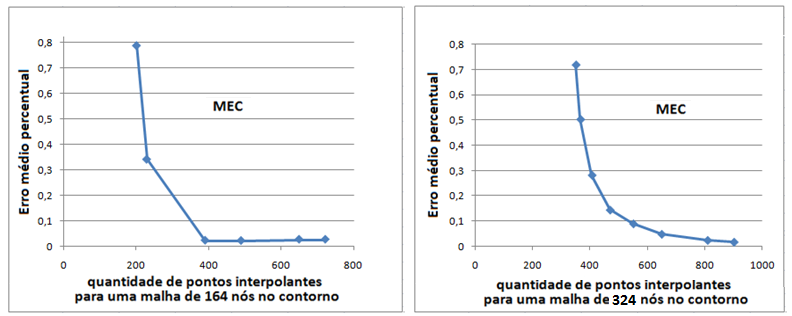 Erro médio percentual
0,8
0,7
0,6
0,5
0,4
0,3
0,2
0,1
0
MEC
0 200 400 600 800
quantidade de pontos interpolantes
para uma malha de 164 nós no contorno
Erro médio percentual
0,8
0,7
0,6
0,5
0,4
0,3
0,2
0,1
0
MEC
0 200 400 600 800 1000
quantidade de pontos interpolantes
para uma malha de 324 nós no contorno